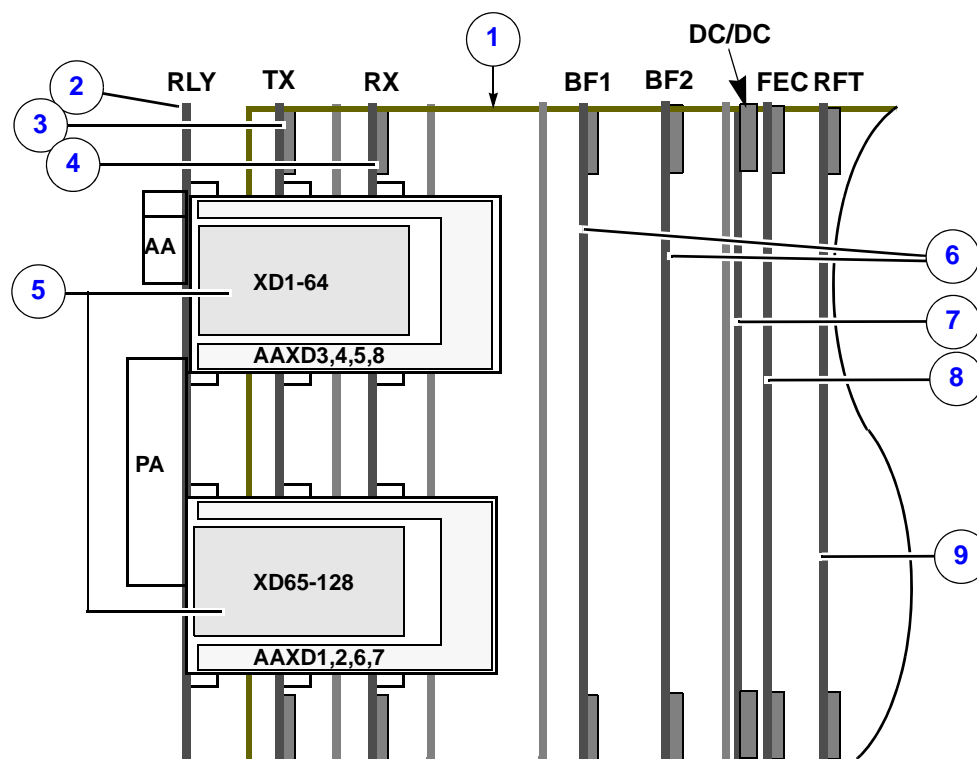 1
DC/DC
2
RLY
TX
RX
BF1
BF2
FEC
RFT
3
4
AA
XD1-64
AAXD3,4,5,8
5
6
7
8
PA
XD65-128
AAXD1,2,6,7
9